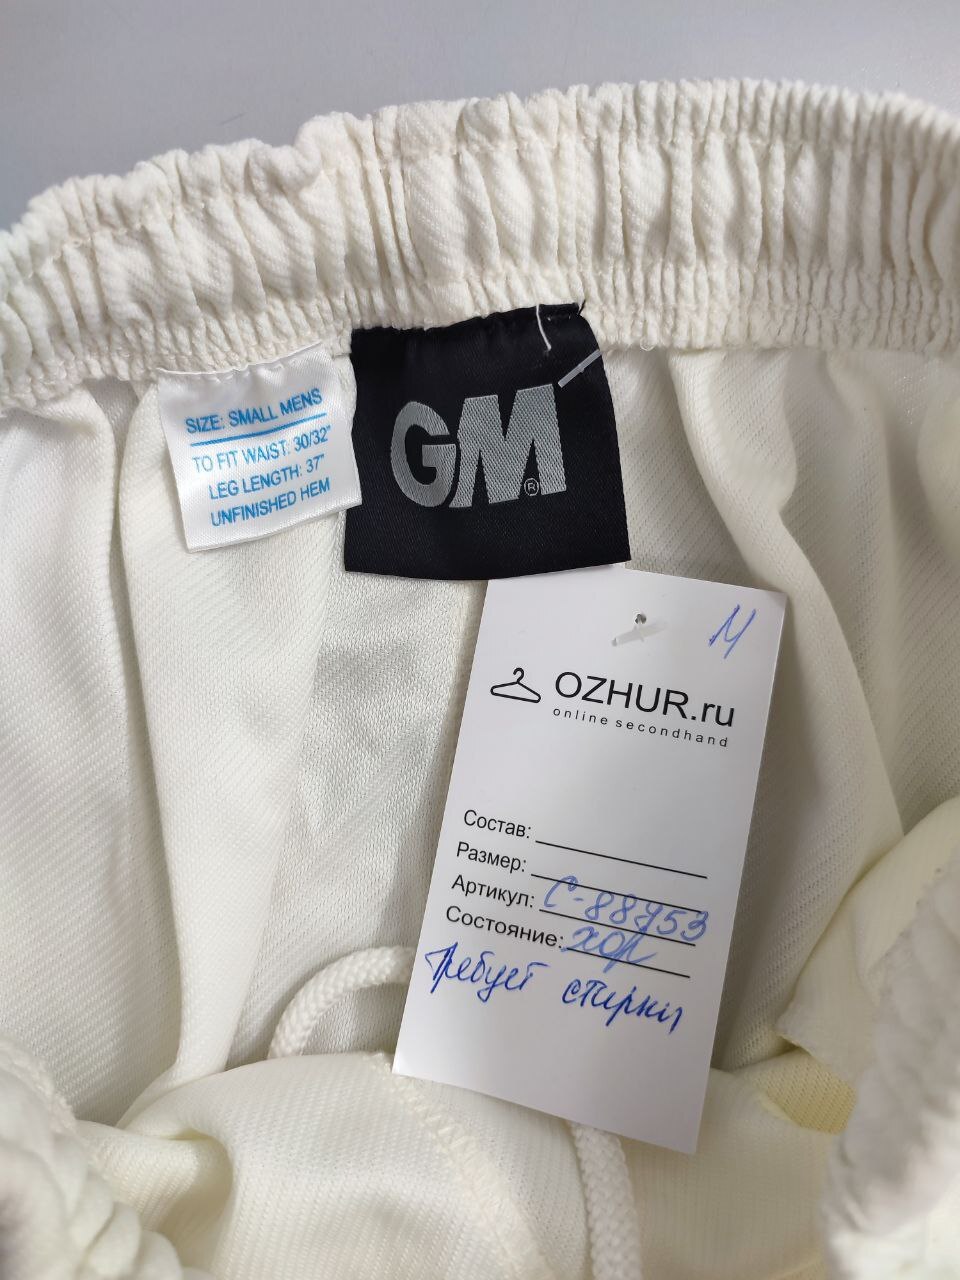 SIZE: SMALL MENS
TO FIT WAIST: 30/32"
LEG LENGTH: 37"
UNFINISHED HEM
GM
®
М
OZHUR.ru
online secondhand
Состав:
Размер:
Артикул: С-88953
Состояние: хор
Требует стирки